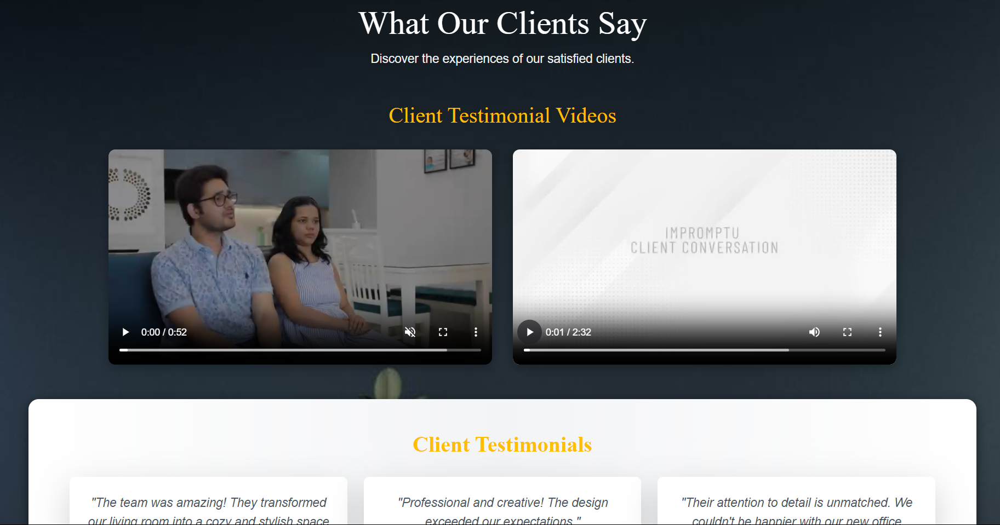 What Our Clients Say
Discover the experiences of our satisfied clients.
Client Testimonial Videos
IMPROMPTU
CLIENT CONVERSATION
0:00 / 0:52
0:01 / 2:32
Client Testimonials
"The team was amazing! They transformed
our living room into a cozy and stylish space
"Professional and creative! The design
exceeded our expectations."
"Their attention to detail is unmatched. We
couldn't be happier with our new office